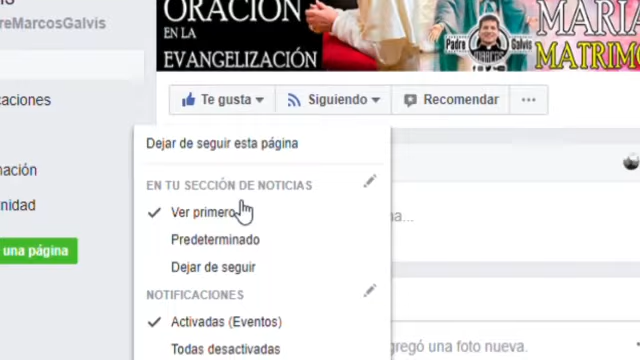 ORACIÓN
EN LA
EVANGELIZACIÓN
MARIA
MATRIMO
Padre
Galvis
reMarcosGalvis
Te gusta
Siguiendo
Recomendar
...
caciones
Dejar de seguir esta página
EN TU SECCIÓN DE NOTICIAS
Ver primero
Predeterminado
Dejar de seguir
NOTIFICACIONES
Activadas (Eventos)
Todas desactivadas
nación
nidad
una página
a...
gregó una foto nueva.